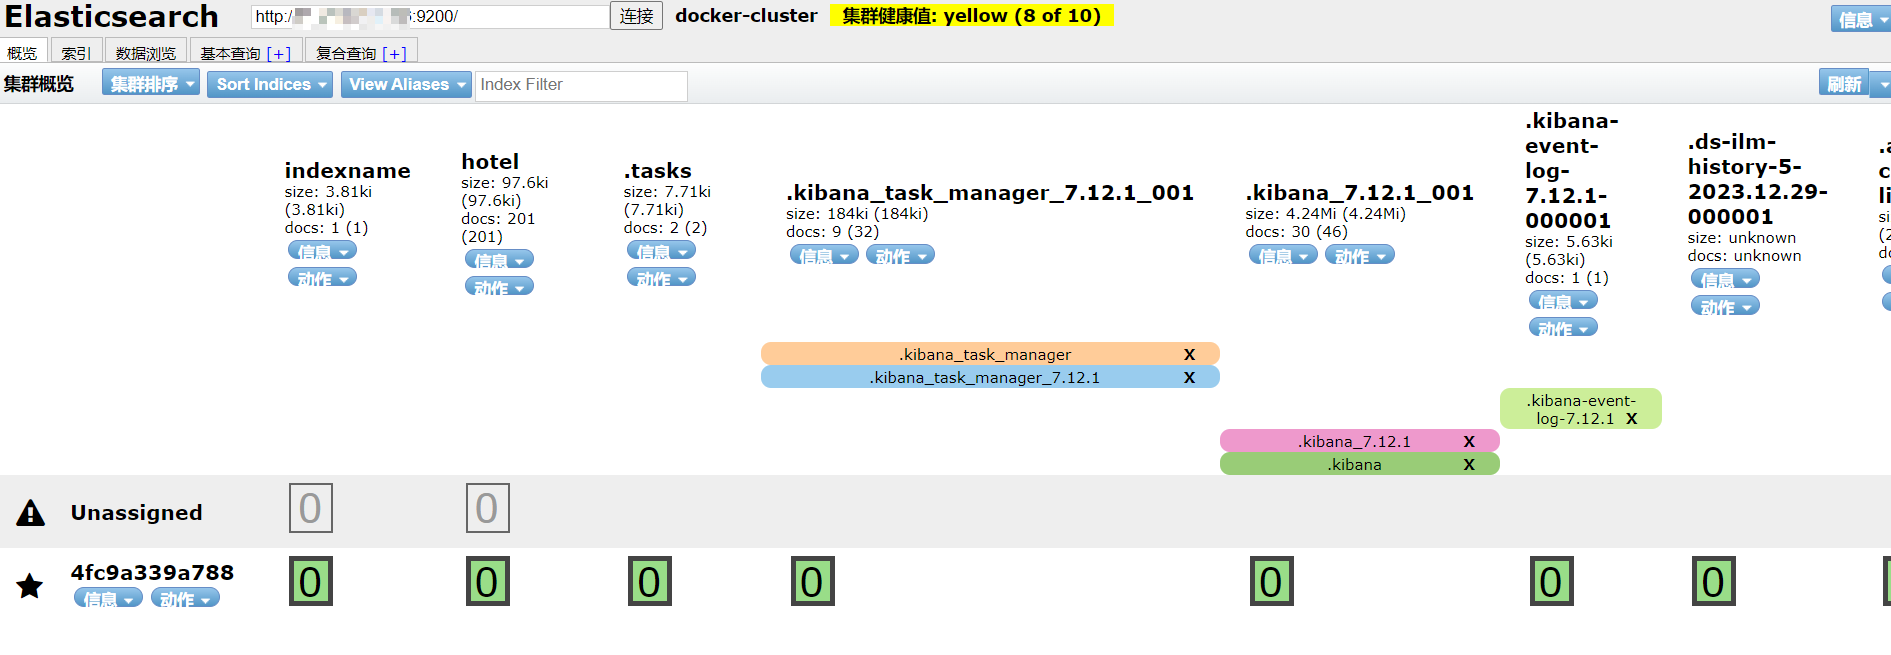 Elasticsearch
http:/ :9200/
连接
docker-cluster
集群健康值: yellow (8 of 10)
信息
概览
索引
数据浏览
基本查询 [+]
复合查询 [+]
集群概览
集群排序
Sort Indices
View Aliases
Index Filter
刷新
indexname
size: 3.81ki
(3.81ki)
docs: 1 (1)
信息
动作
hotel
size: 97.6ki
(97.6ki)
docs: 201
(201)
信息
动作
.tasks
size: 7.71ki
(7.71ki)
docs: 2 (2)
信息
动作
.kibana_task_manager_7.12.1_001
size: 184ki (184ki)
docs: 9 (32)
信息
动作
.kibana_7.12.1_001
size: 4.24Mi (4.24Mi)
docs: 30 (46)
信息
动作
.kibana-
event-
log-
7.12.1-
000001
size: 5.63ki
(5.63ki)
docs: 1 (1)
信息
动作
.ds-ilm-
history-5-
2023.12.29-
000001
size: unknown
docs: unknown
信息
动作
.kibana_task_manager X
.kibana_task_manager_7.12.1 X
.kibana-event-
log-7.12.1 X
.kibana_7.12.1 X
.kibana X
Unassigned
0
0
4fc9a339a788
信息
动作
0
0
0
0
0
0
0